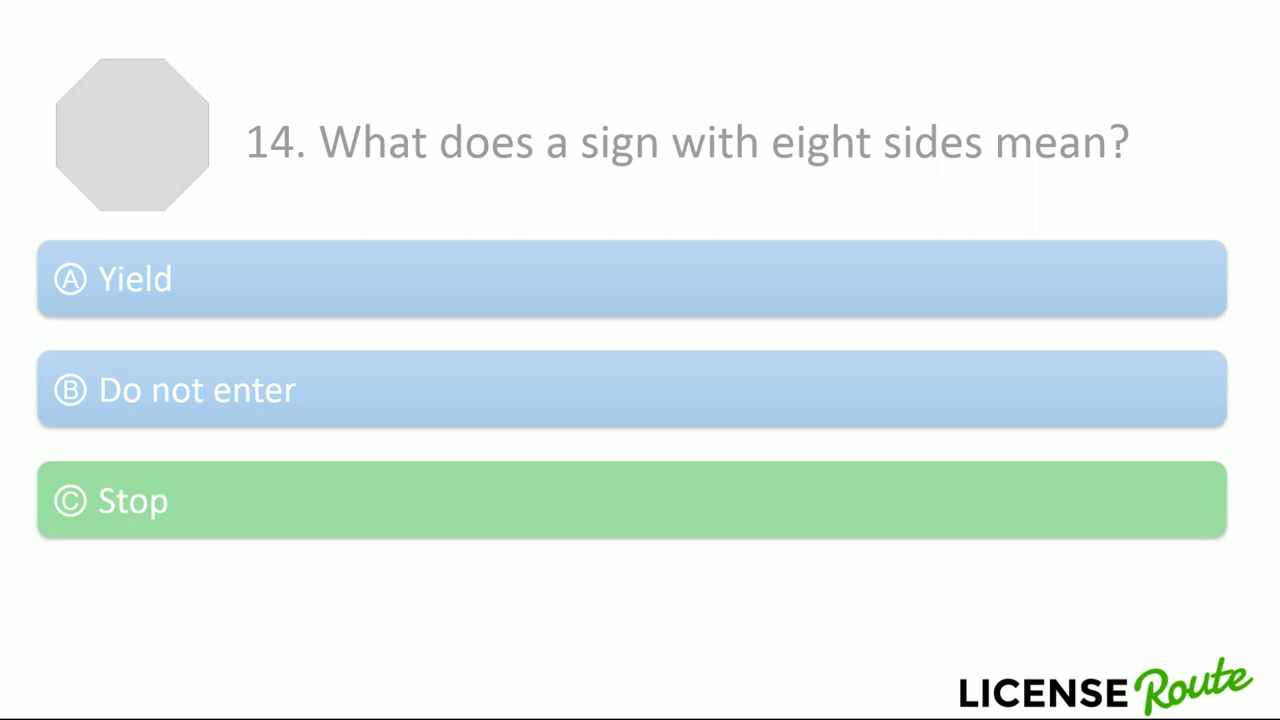 14. What does a sign with eight sides mean?
Ⓐ Yield
Ⓑ Do not enter
Ⓒ Stop
LICENSE Route